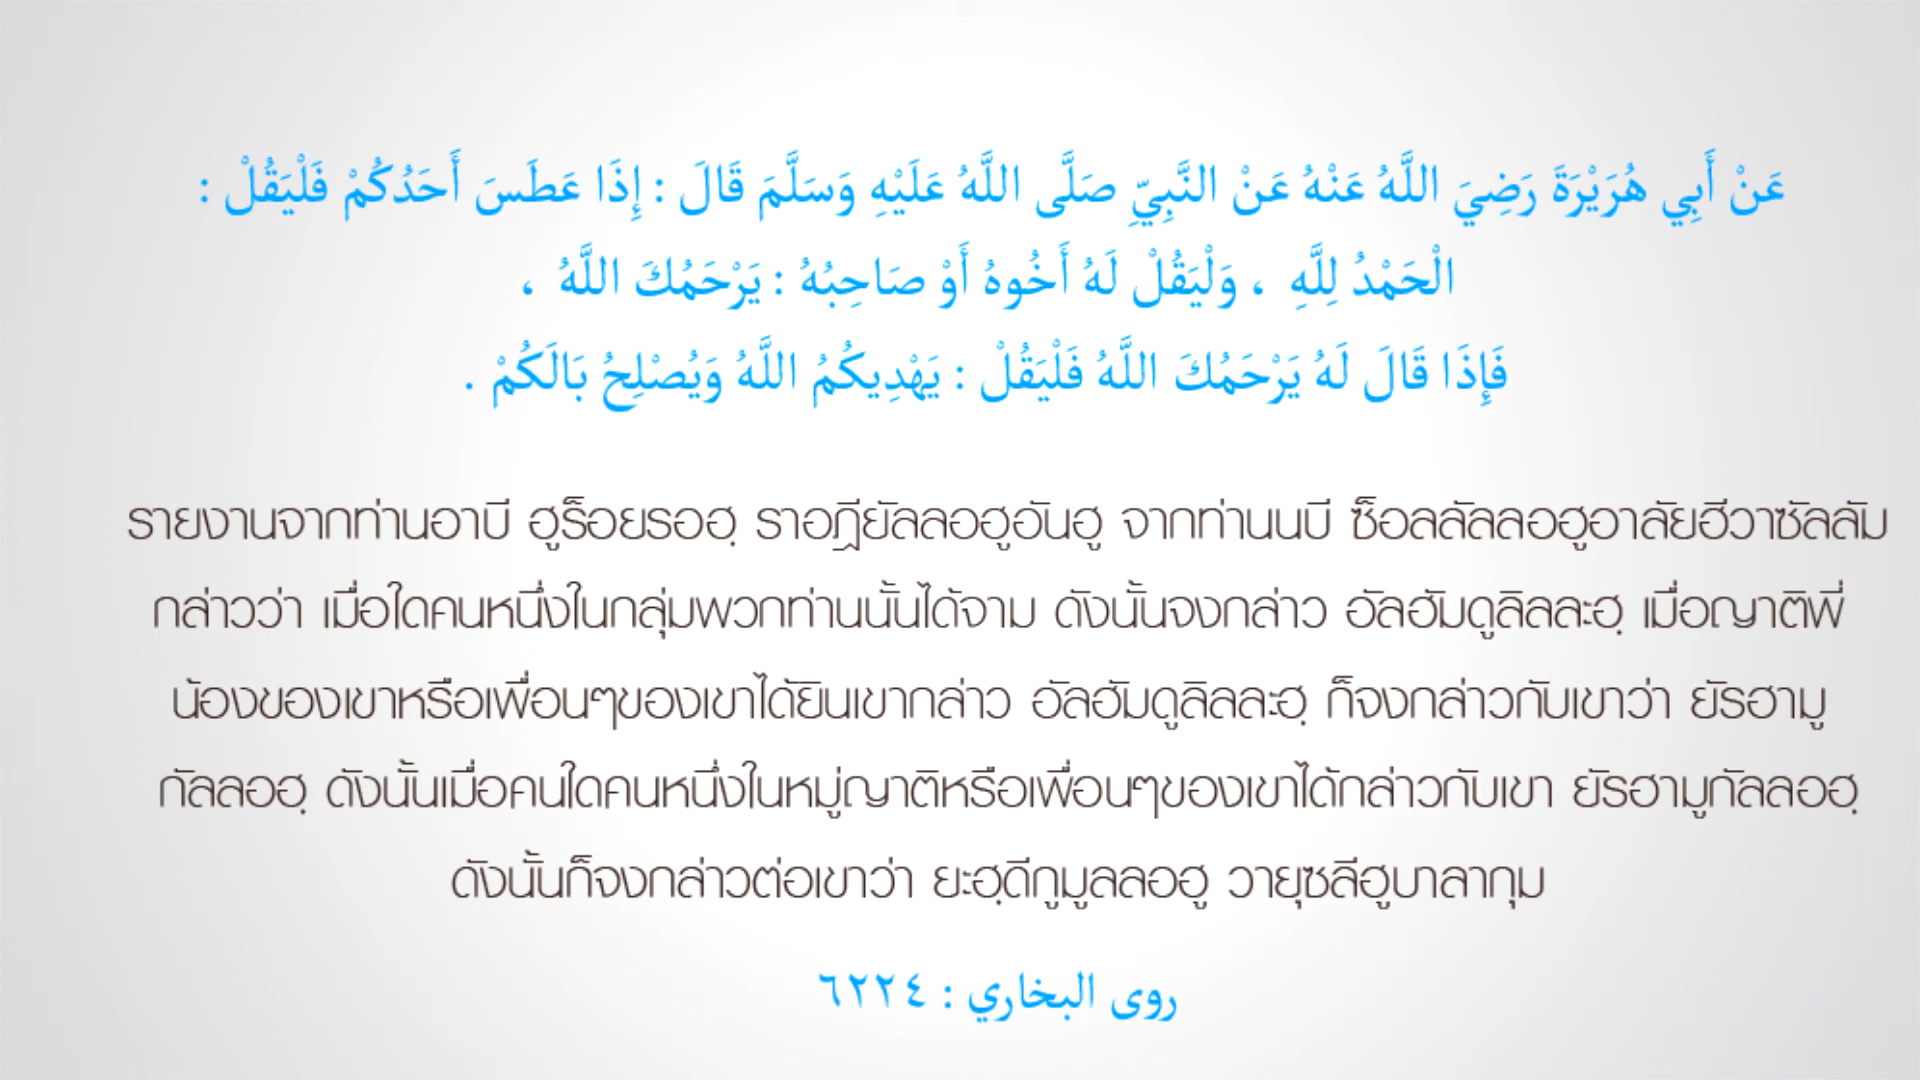 عَنْ أَبِي هُرَيْرَةَ رَضِيَ اللَّهُ عَنْهُ عَنْ النَّبِيِّ صَلَّى اللَّهُ عَلَيْهِ وَسَلَّمَ قَالَ : إِذَا عَطَسَ أَحَدُكُمْ فَلْيَقُلْ :
الْحَمْدُ لِلَّهِ ، وَلْيَقُلْ لَهُ أَخُوهُ أَوْ صَاحِبُهُ : يَرْحَمُكَ اللَّهُ ،
فَإِذَا قَالَ لَهُ يَرْحَمُكَ اللَّهُ فَلْيَقُلْ : يَهْدِيكُمُ اللَّهُ وَيُصْلِحُ بَالَكُمْ .
รายงานจากท่านอาบี ฮูร็อยรอฮฺ ราอฎียัลลอฮูอันฮู จากท่านนบี ซ็อลลัลลอฮูอาลัยฮีวาซัลลัม
กล่าวว่า เมื่อใดคนหนึ่งในกลุ่มพวกท่านนั้นได้จาม ดังนั้นจงกล่าว อัลฮัมดูลิลละฮฺ เมื่อญาติพี่
น้องของเขาหรือเพื่อนๆของเขาได้ยินเขากล่าว อัลฮัมดูลิลละฮฺ ก็จงกล่าวกับเขาว่า ยัรฮามู
กัลลอฮฺ ดังนั้นเมื่อคนใดคนหนึ่งในหมู่ญาติหรือเพื่อนๆของเขาได้กล่าวกับเขา ยัรฮามูกัลลอฮฺ
ดังนั้นก็จงกล่าวต่อเขาว่า ยะฮฺดีกูมูลลอฮู วายุซลีฮูบาลากุม
روى البخاري : ٦٢٢٤